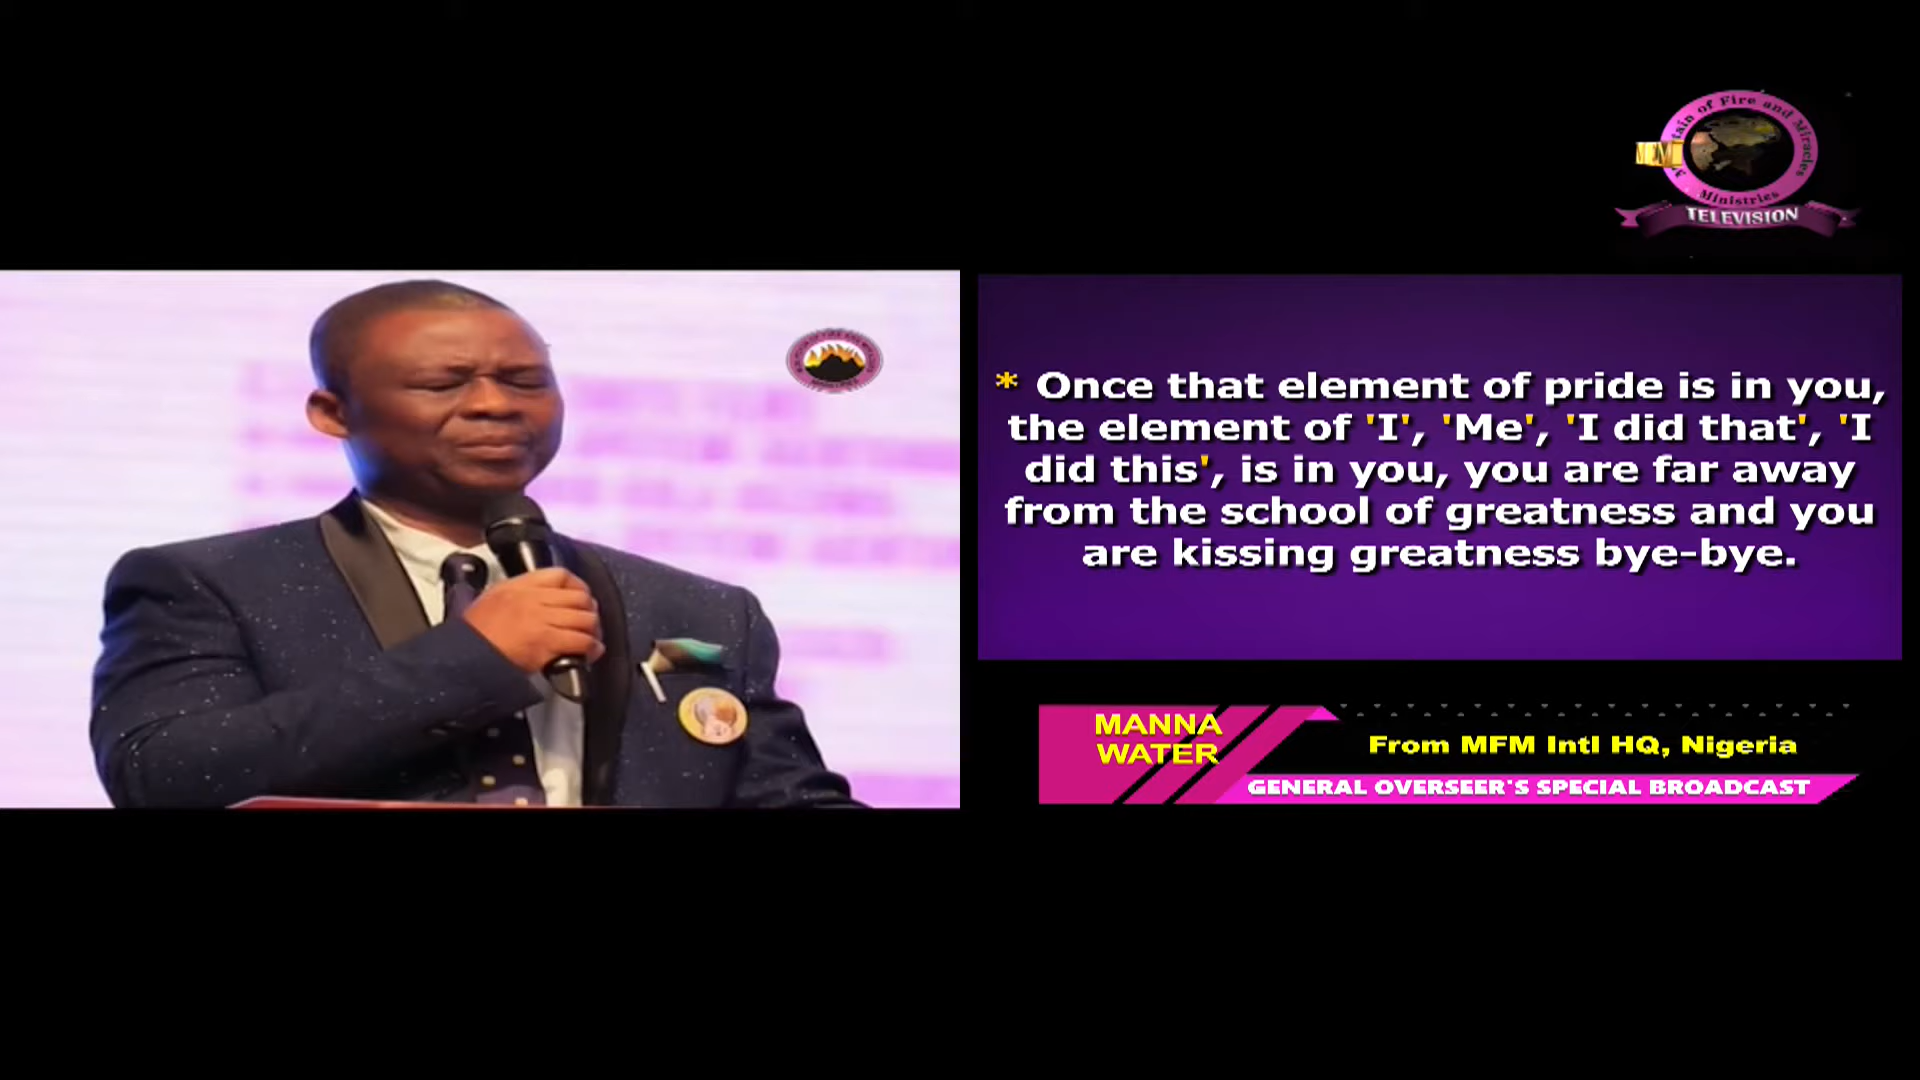 Mountain of Fire and Miracles
MFM
Ministries
TELEVISION
* Once that element of pride is in you,
the element of 'I', 'Me', 'I did that', 'I
did this', is in you, you are far away
from the school of greatness and you
are kissing greatness bye-bye.
MANNA
WATER
From MFM Intl HQ, Nigeria
GENERAL OVERSEER'S SPECIAL BROADCAST